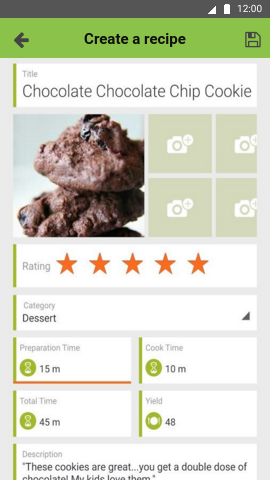 12:00
Create a recipe
Title
Chocolate Chocolate Chip Cookie
Rating
Category
Dessert
Preparation Time
Cook Time
15 m
10 m
Total Time
Yield
45 m
48
Description
"These cookies are great...you get a double dose of
chocolate! My kids love them."